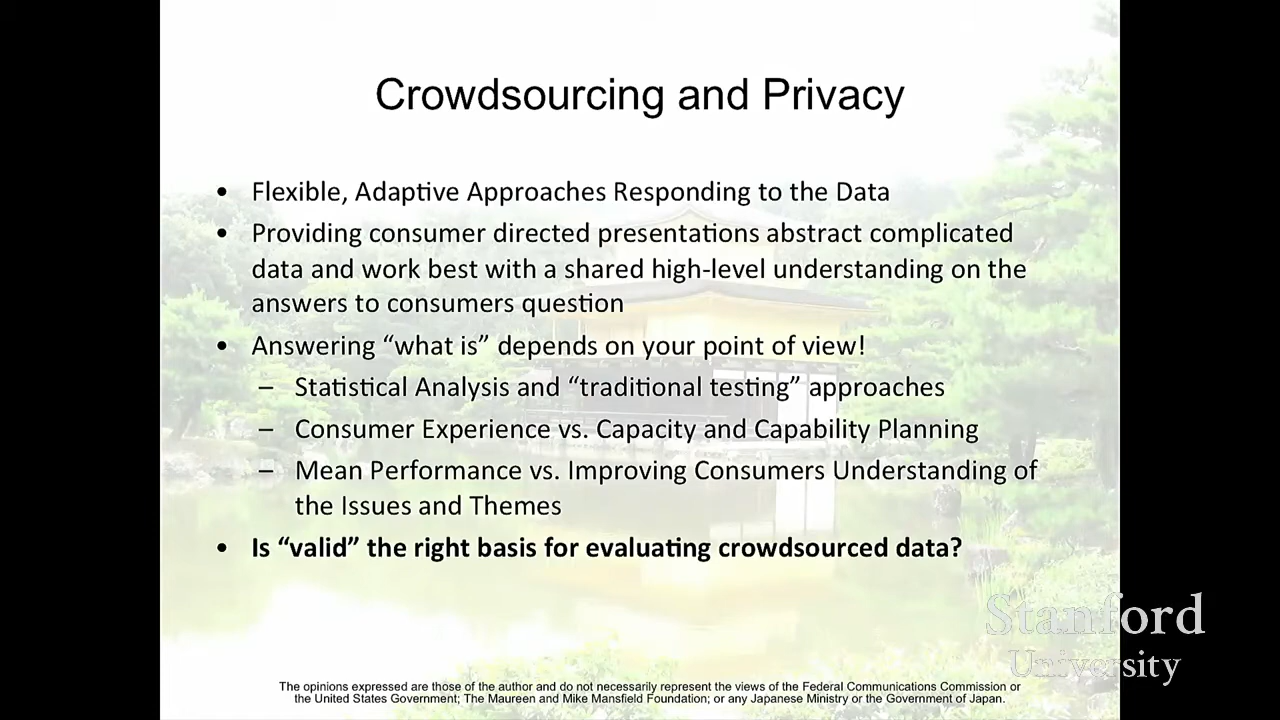 Crowdsourcing and Privacy
• Flexible, Adaptive Approaches Responding to the Data
• Providing consumer directed presentations abstract complicated
data and work best with a shared high-level understanding on the
answers to consumers question
• Answering “what is” depends on your point of view!
– Statistical Analysis and “traditional testing” approaches
– Consumer Experience vs. Capacity and Capability Planning
– Mean Performance vs. Improving Consumers Understanding of
the Issues and Themes
• Is “valid” the right basis for evaluating crowdsourced data?
Stanford
University
The opinions expressed are those of the author and do not necessarily represent the views of the Federal Communications Commission or
the United States Government; The Maureen and Mike Mansfield Foundation; or any Japanese Ministry or the Government of Japan.